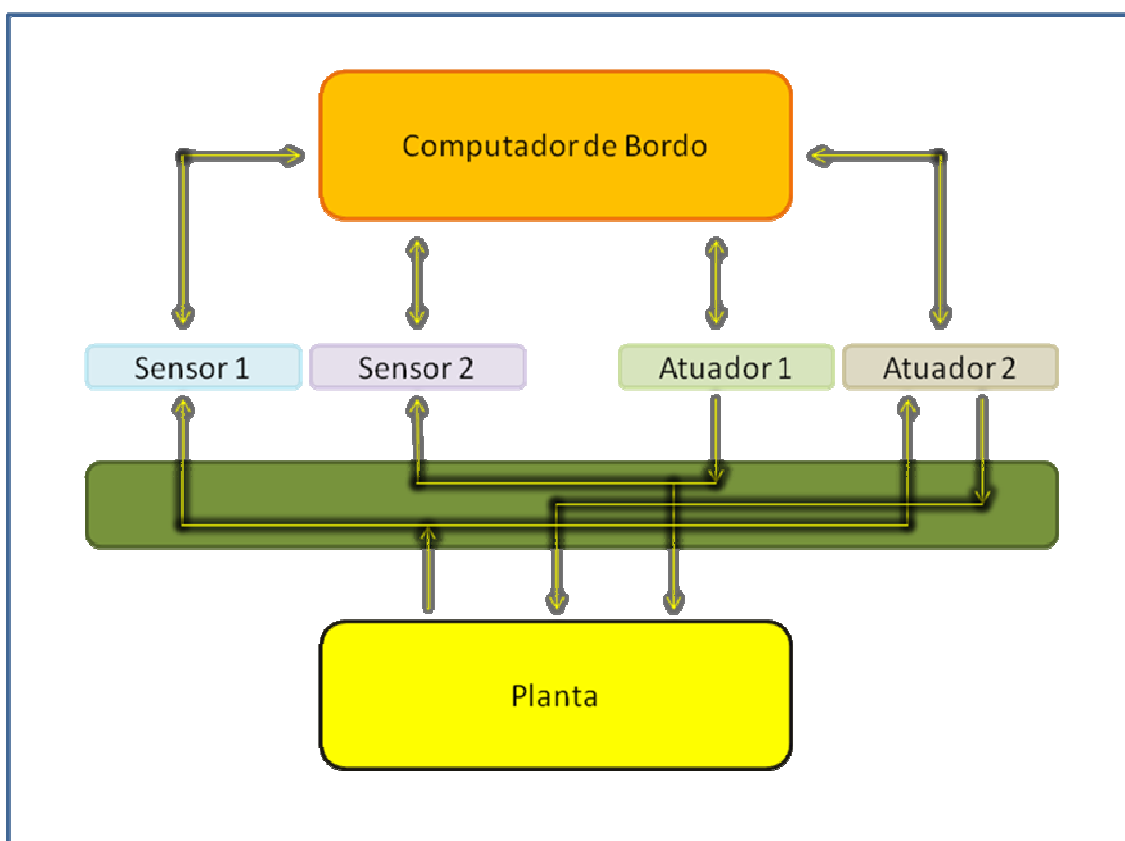 Computador de Bordo
Sensor 1
Sensor 2
Atuador 1
Atuador 2
Planta